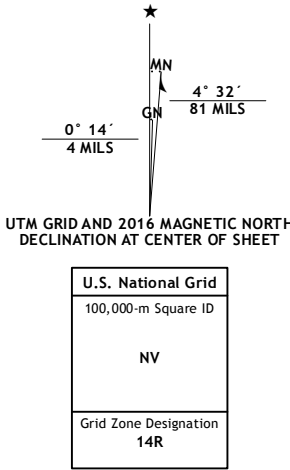 ★
MN
4° 32´
81 MILS
GN
0° 14´
4 MILS
UTM GRID AND 2016 MAGNETIC NORTH
DECLINATION AT CENTER OF SHEET
U.S. National Grid
100,000-m Square ID
NV
Grid Zone Designation
14R